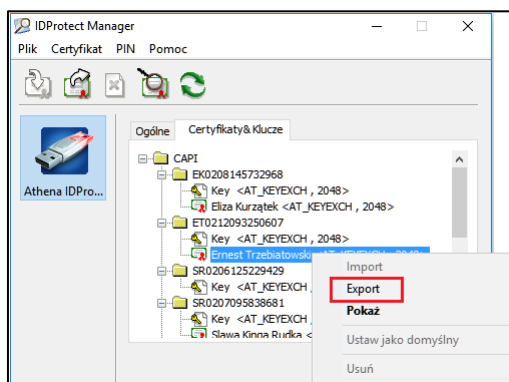 IDProtect Manager
Plik Certyfikat PIN Pomoc
Ogólne Certyfikaty& Klucze
Athena IDPro...
CAPI
EK0208145732968
Key <AT_KEYEXCH , 2048>
Eliza Kurzątek <AT_KEYEXCH , 2048>
ET0212093250607
Key <AT_KEYEXCH , 2048>
Ernest Trzebiatowski <AT_KEYEXCH , 2048>
SR0206125229429
Key <AT_KEYEXCH ,
SR0207095838681
Key <AT_KEYEXCH ,
Sława Kinga Rudka <
Import
Export
Pokaż
Ustaw jako domyślny
Usuń